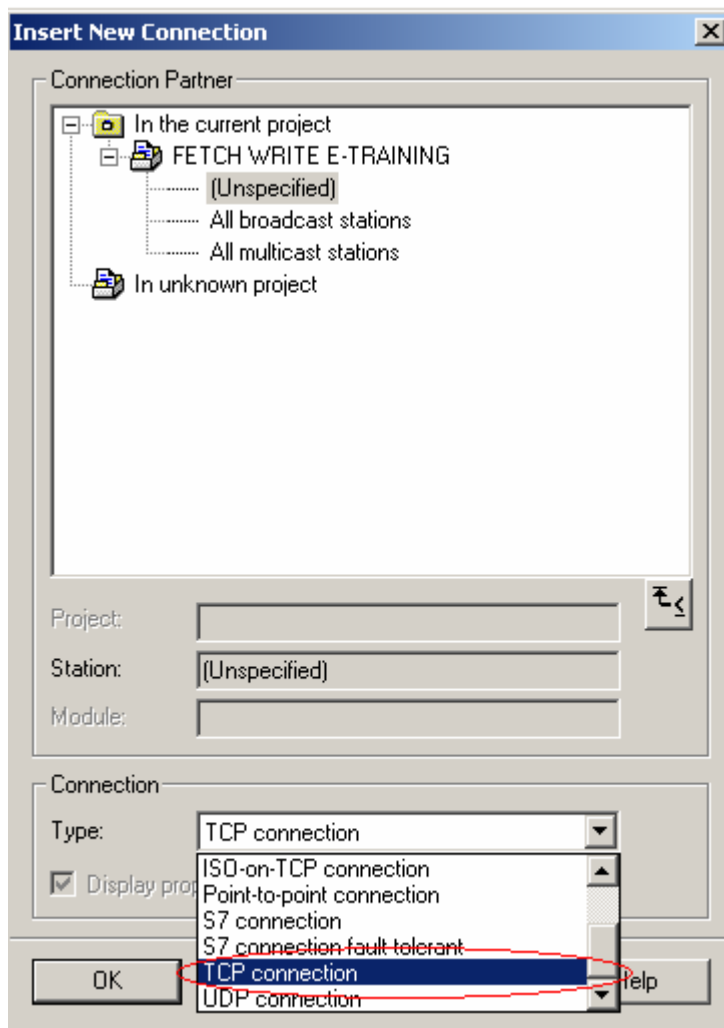 Insert New Connection
Connection Partner
In the current project
FETCH WRITE E-TRAINING
(Unspecified)
All broadcast stations
All multicast stations
In unknown project
Project:
Station: (Unspecified)
Module:
Connection
Type: TCP connection
ISO-on-TCP connection
Display prop
Point-to-point connection
S7 connection
S7 connection fault tolerant
TCP connection
OK
elp
UDP connection